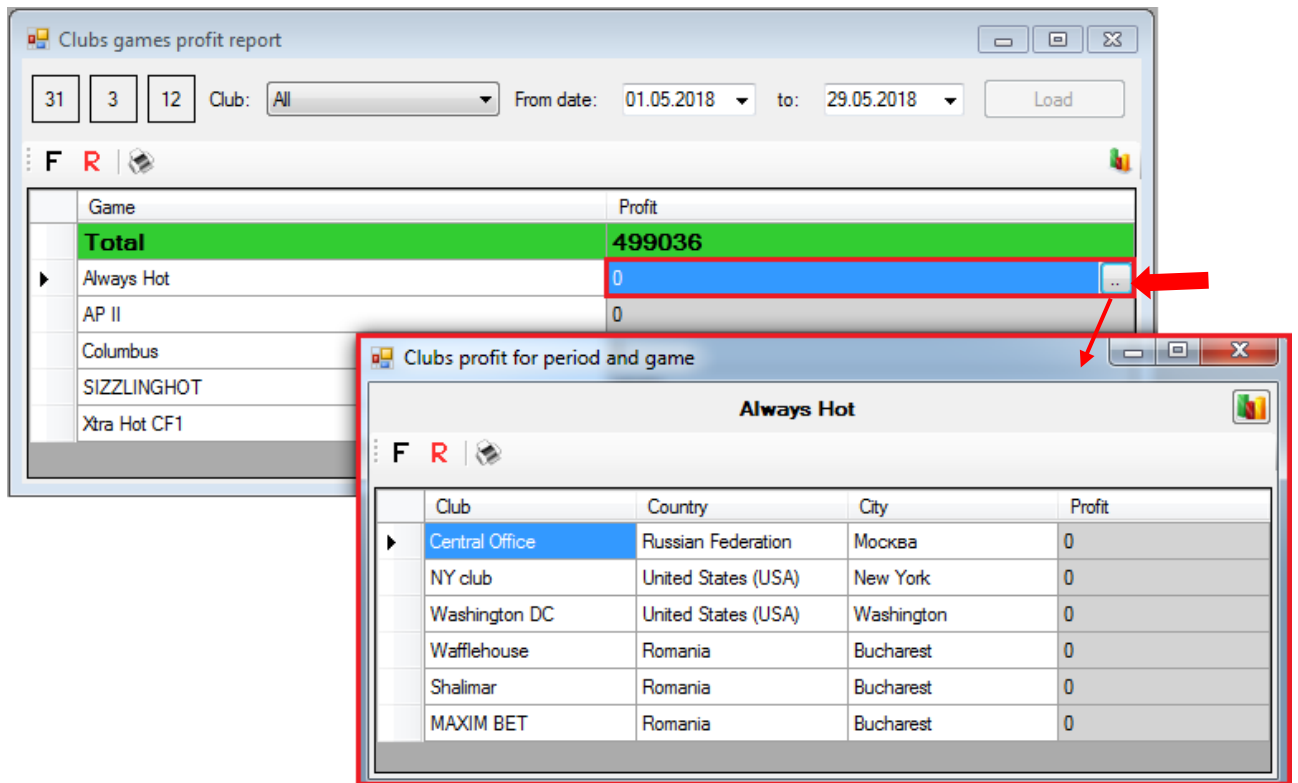 Clubs games profit report
31 3 12 Club: All From date: 01.05.2018 to: 29.05.2018 Load
F R
Game Profit
Total 499036
Always Hot 0 ..
AP II 0
Columbus
SIZZLINGHOT
Xtra Hot CF1
Clubs profit for period and game
Always Hot
F R
Club Country City Profit
Central Office Russian Federation Москва 0
NY club United States (USA) New York 0
Washington DC United States (USA) Washington 0
Wafflehouse Romania Bucharest 0
Shalimar Romania Bucharest 0
MAXIM BET Romania Bucharest 0